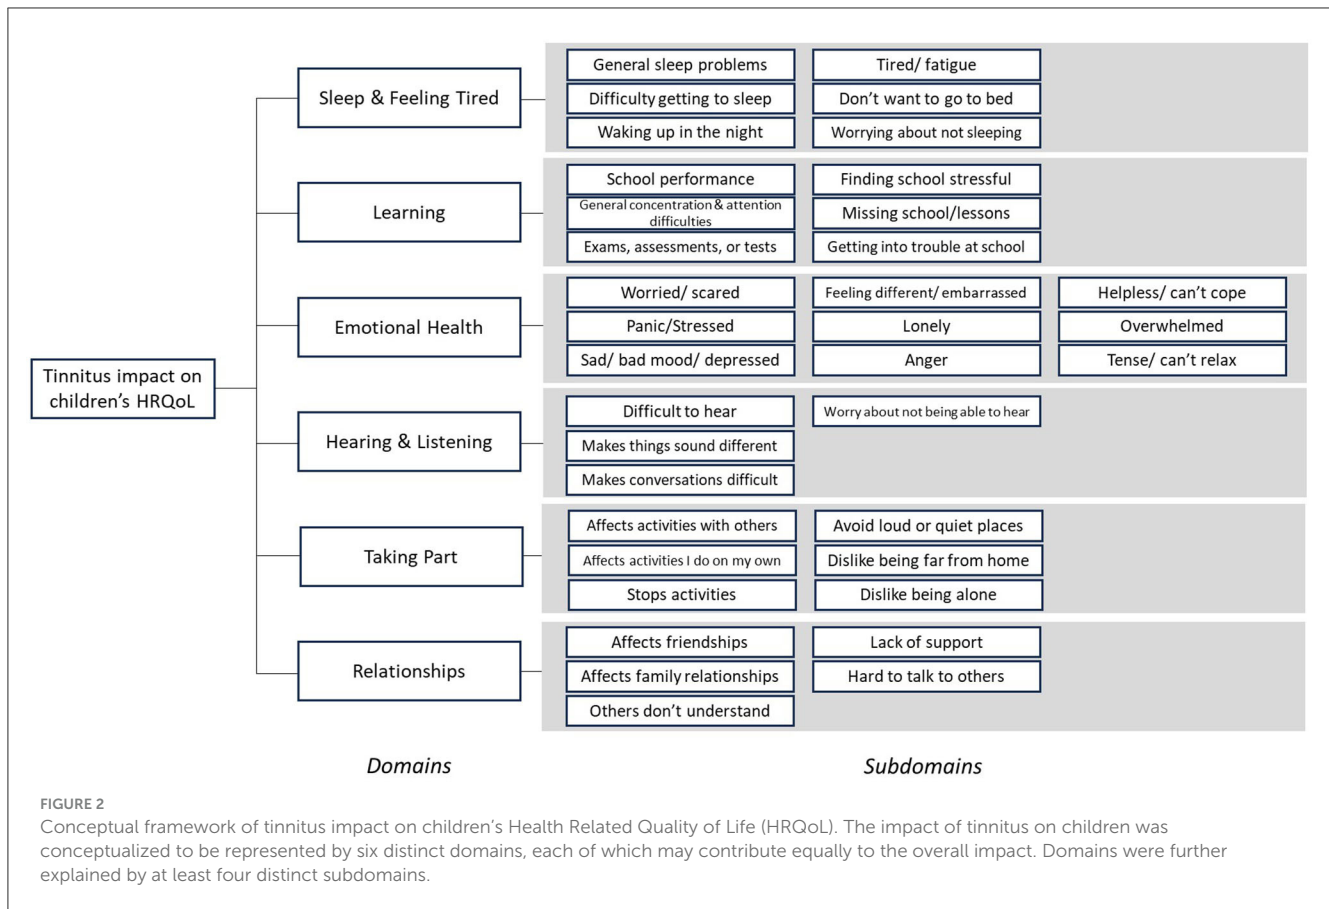 Tinnitus impact on
children's HRQoL
Sleep & Feeling Tired
General sleep problems
Difficulty getting to sleep
Waking up in the night
Tired/ fatigue
Don't want to go to bed
Worrying about not sleeping
Learning
School performance
General concentration & attention
difficulties
Exams, assessments, or tests
Finding school stressful
Missing school/lessons
Getting into trouble at school
Emotional Health
Worried/ scared
Panic/Stressed
Sad/ bad mood/ depressed
Feeling different/ embarrassed
Lonely
Anger
Helpless/ can't cope
Overwhelmed
Tense/ can't relax
Hearing & Listening
Difficult to hear
Makes things sound different
Makes conversations difficult
Worry about not being able to hear
Taking Part
Affects activities with others
Affects activities I do on my own
Stops activities
Avoid loud or quiet places
Dislike being far from home
Dislike being alone
Relationships
Affects friendships
Affects family relationships
Others don't understand
Lack of support
Hard to talk to others
Domains
Subdomains
FIGURE 2
Conceptual framework of tinnitus impact on children's Health Related Quality of Life (HRQoL). The impact of tinnitus on children was
conceptualized to be represented by six distinct domains, each of which may contribute equally to the overall impact. Domains were further
explained by at least four distinct subdomains.